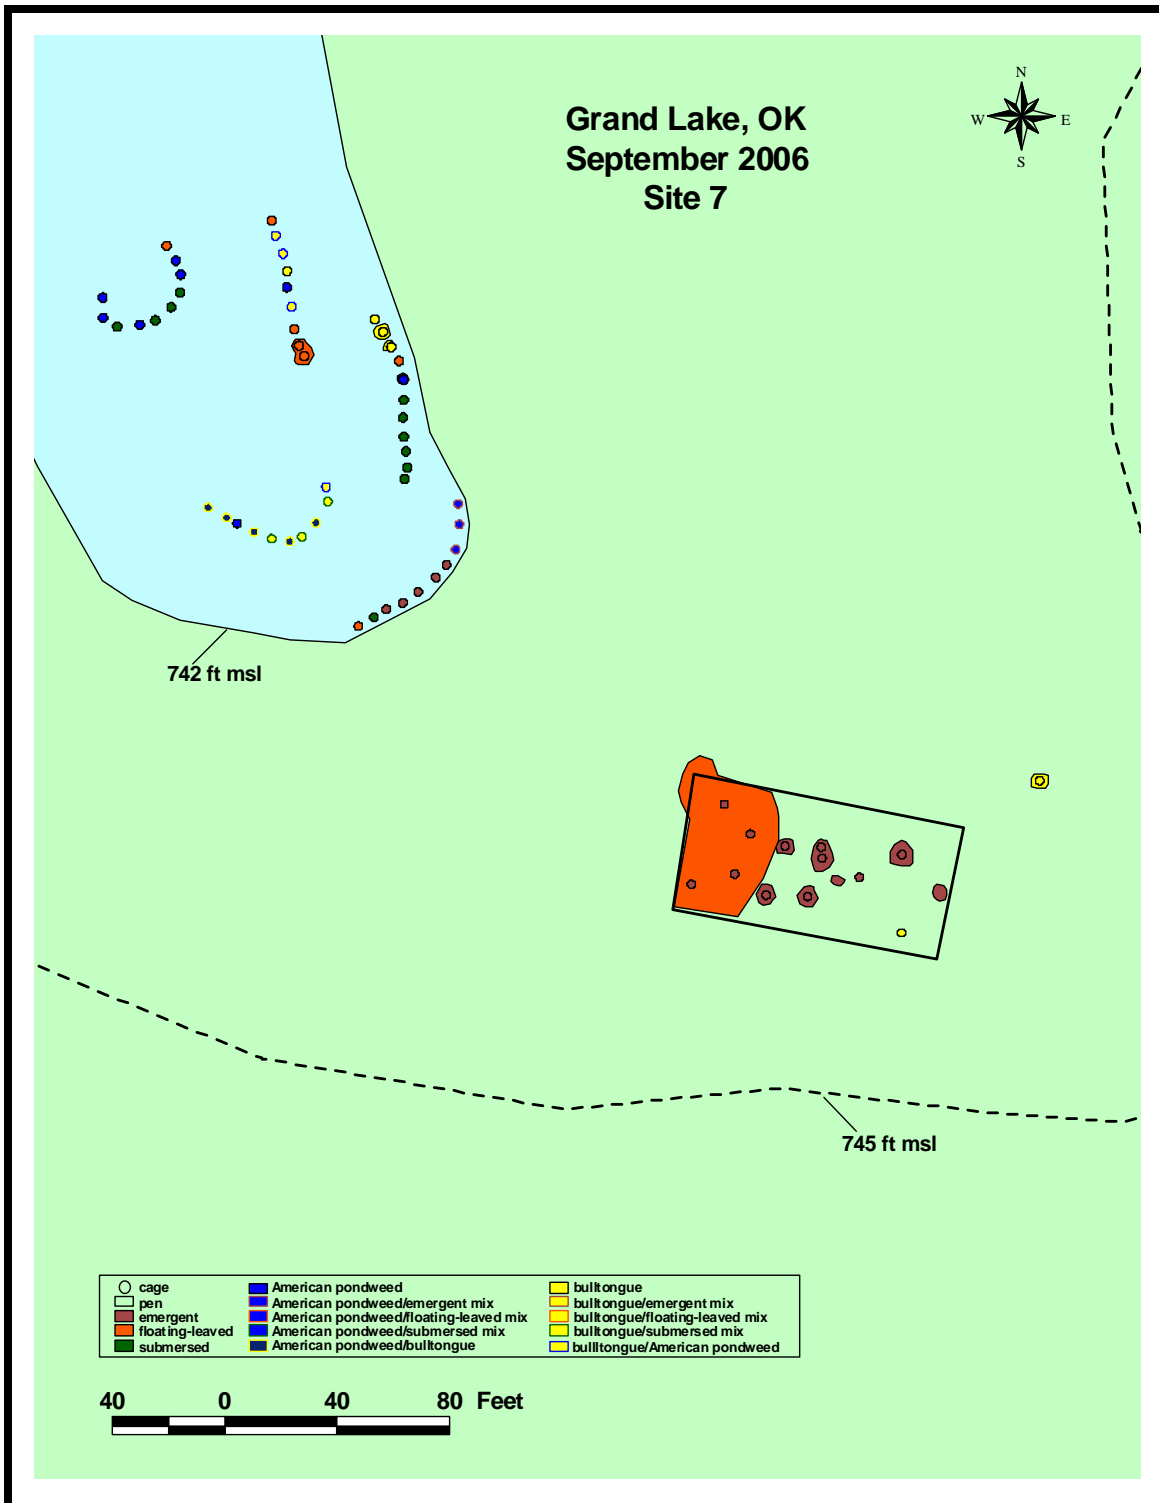 Grand Lake, OK
September 2006
Site 7
N
W E
S
742 ft msl
745 ft msl
cage
pen
emergent
floating-leaved
submersed
American pondweed
American pondweed/emergent mix
American pondweed/floating-leaved mix
American pondweed/submersed mix
American pondweed/bulltongue
bulltongue
bulltongue/emergent mix
bulltongue/floating-leaved mix
bulltongue/submersed mix
bullltongue/American pondweed
40 0 40 80 Feet